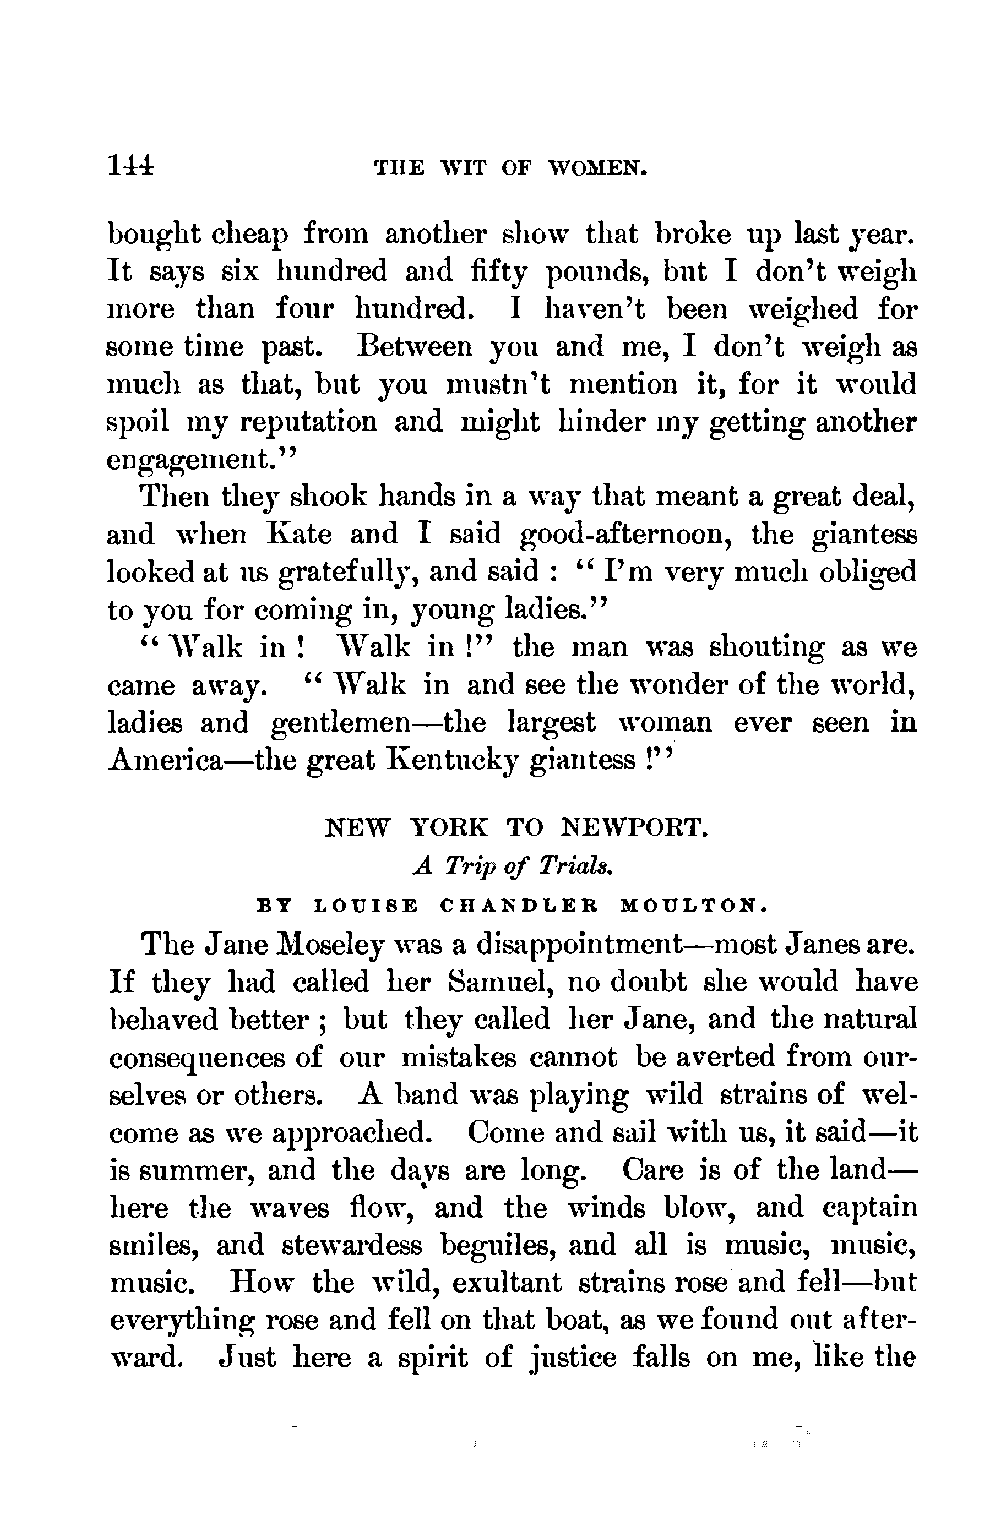 144 THE WIT OF WOMEN.
bought cheap from another show that broke up last year.
It says six hundred and fifty pounds, but I don't weigh
more than four hundred. I haven't been weighed for
some time past. Between you and me, I don't weigh as
much as that, but you mustn't mention it, for it would
spoil my reputation and might hinder my getting another
engagement."
Then they shook hands in a way that meant a great deal,
and when Kate and I said good-afternoon, the giantess
looked at us gratefully, and said : " I'm very much obliged
to you for coming in, young ladies."
" Walk in ! Walk in !" the man was shouting as we
came away. " Walk in and see the wonder of the world,
ladies and gentlemen—the largest woman ever seen in
America—the great Kentucky giantess !"
NEW YORK TO NEWPORT.
A Trip of Trials.
BY LOUISE CHANDLER MOULTON.
The Jane Moseley was a disappointment—most Janes are.
If they had called her Samuel, no doubt she would have
behaved better ; but they called her Jane, and the natural
consequences of our mistakes cannot be averted from our-
selves or others. A band was playing wild strains of wel-
come as we approached. Come and sail with us, it said—it
is summer, and the days are long. Care is of the land—
here the waves flow, and the winds blow, and captain
smiles, and stewardess beguiles, and all is music, music,
music. How the wild, exultant strains rose and fell—but
everything rose and fell on that boat, as we found out after-
ward. Just here a spirit of justice falls on me, like the